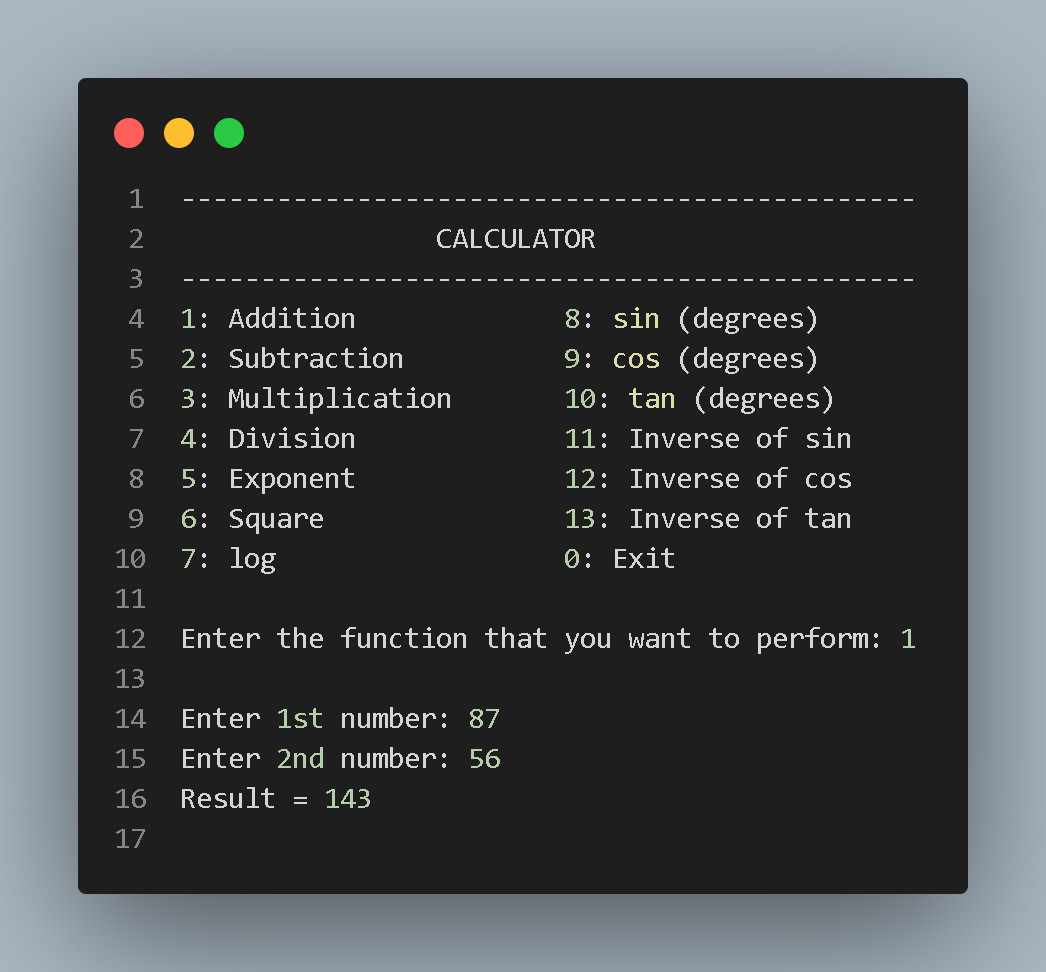 1 ----------------------------------------------
2                 CALCULATOR
3 ----------------------------------------------
4 1: Addition             8: sin (degrees)
5 2: Subtraction          9: cos (degrees)
6 3: Multiplication       10: tan (degrees)
7 4: Division             11: Inverse of sin
8 5: Exponent             12: Inverse of cos
9 6: Square               13: Inverse of tan
10 7: log                  0: Exit
11
12 Enter the function that you want to perform: 1
13
14 Enter 1st number: 87
15 Enter 2nd number: 56
16 Result = 143
17